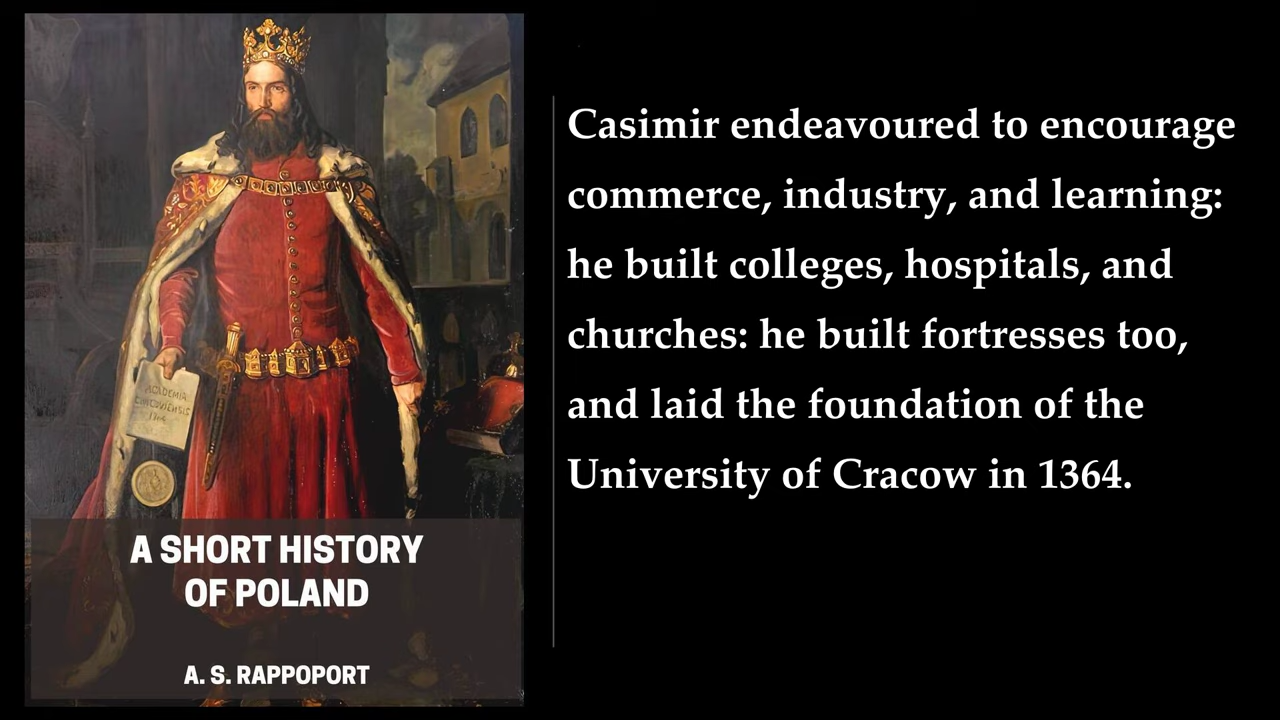 ACADEMIA
A SHORT HISTORY
OF POLAND
A. S. RAPPOPORT
Casimir endeavoured to encourage
commerce, industry, and learning:
he built colleges, hospitals, and
churches: he built fortresses too,
and laid the foundation of the
University of Cracow in 1364.